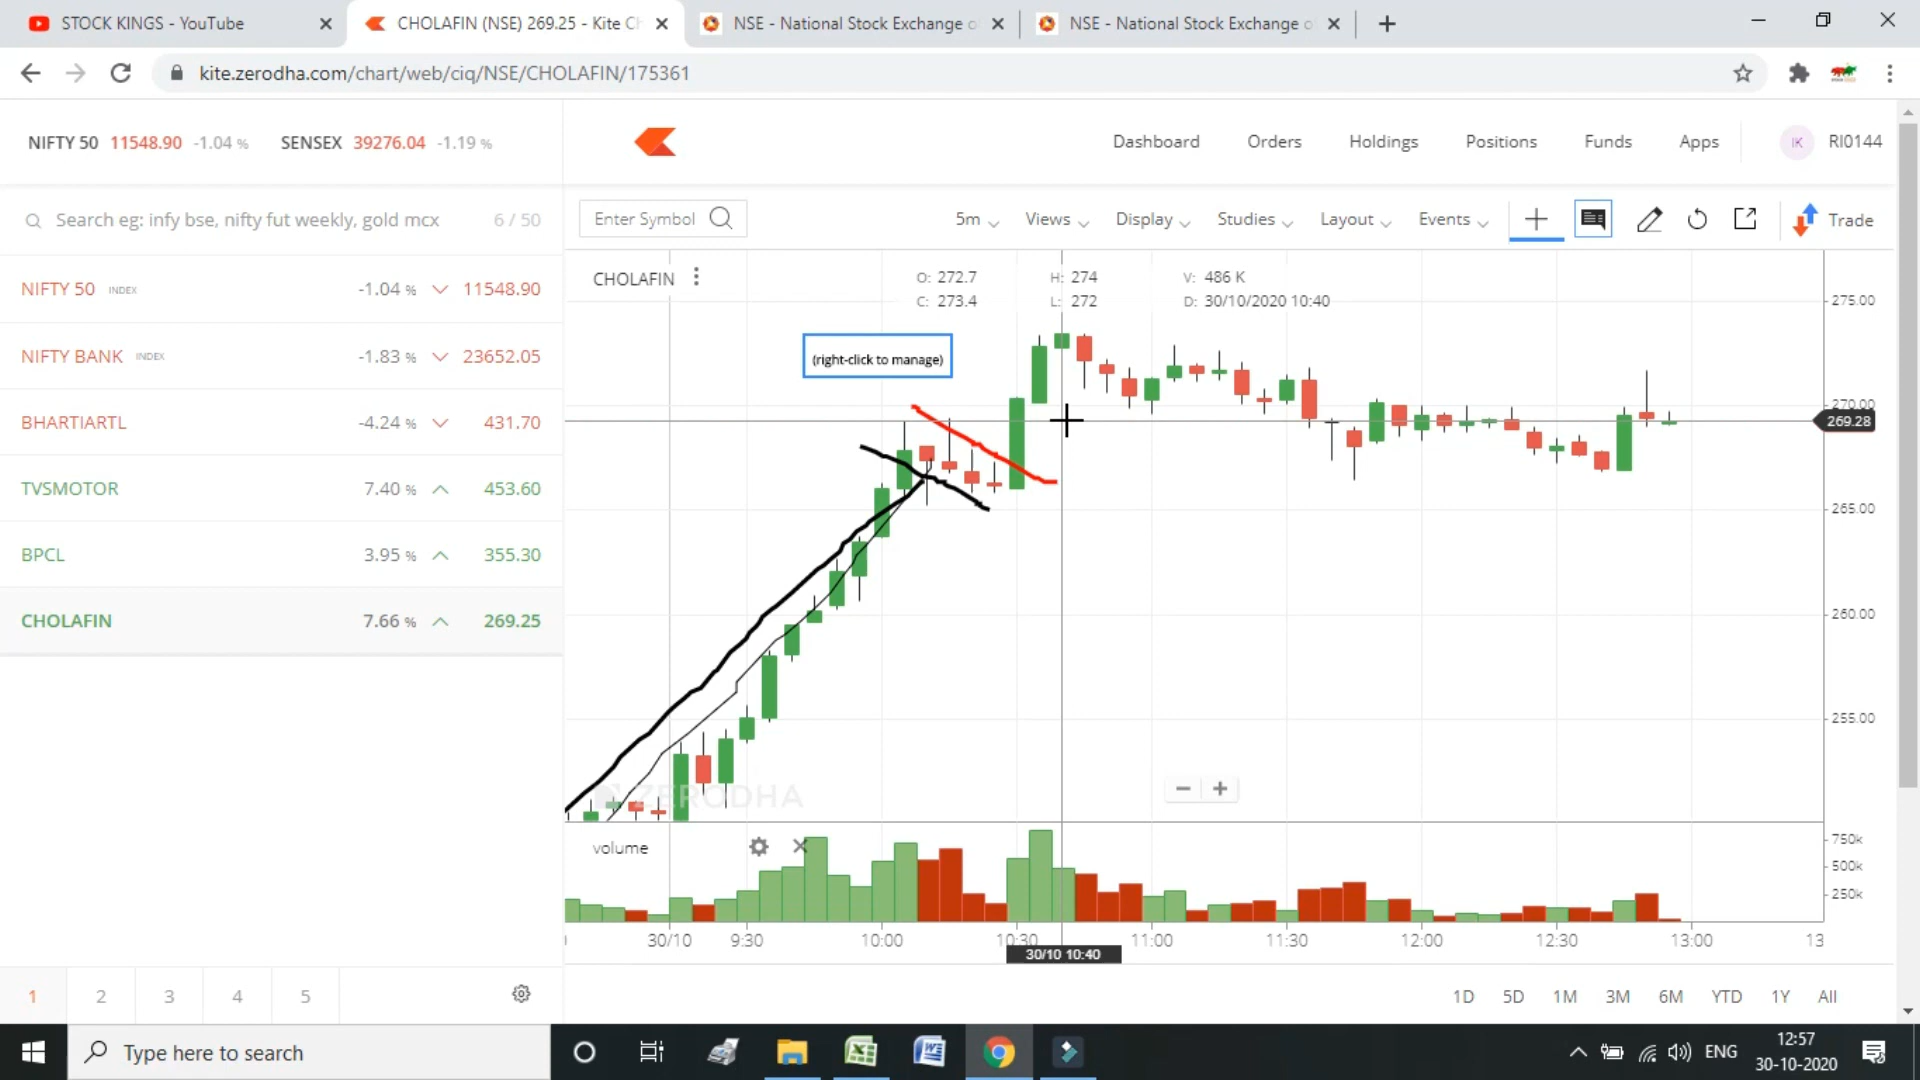 STOCK KINGS - YouTube
CHOLAFIN (NSE) 269.25 - Kite Ch
NSE - National Stock Exchange o
NSE - National Stock Exchange o
kite.zerodha.com/chart/web/ciq/NSE/CHOLAFIN/175361
NIFTY 50 11548.90 -1.04 % SENSEX 39276.04 -1.19 %
Dashboard Orders Holdings Positions Funds Apps IK RI0144
Search eg: infy bse, nifty fut weekly, gold mcx 6 / 50
Enter Symbol 5m Views Display Studies Layout Events Trade
NIFTY 50 INDEX -1.04 % 11548.90
NIFTY BANK INDEX -1.83 % 23652.05
BHARTIARTL -4.24 % 431.70
TVSMOTOR 7.40 % 453.60
BPCL 3.95 % 355.30
CHOLAFIN 7.66 % 269.25
CHOLAFIN
O: 272.7 H: 274 V: 486 K
C: 273.4 L: 272 D: 30/10/2020 10:40
(right-click to manage)
275.00
270.00
269.28
265.00
260.00
255.00
ZERODHA
volume
750k
500k
250k
30/10 9:30 10:00 10:30 11:00 11:30 12:00 12:30 13:00 13
30/10 10:40
1 2 3 4 5
1D 5D 1M 3M 6M YTD 1Y All
Type here to search
ENG
12:57
30-10-2020